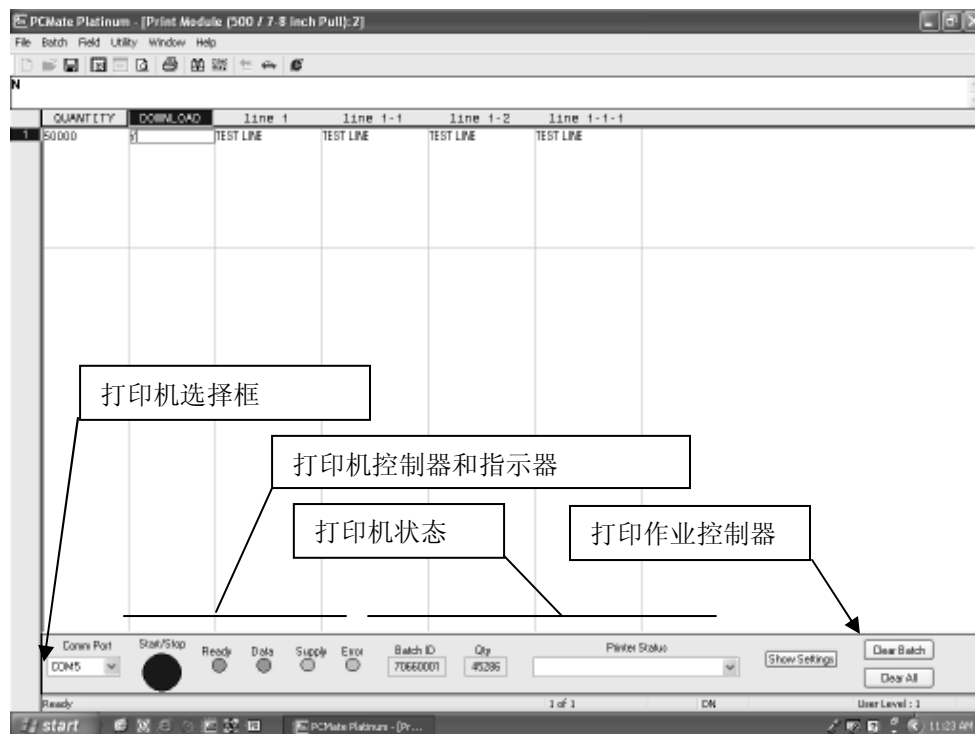 PCMate Platinum - [Print Module (500 / 7-8 inch Pull):2]
File Batch Field Utility Window Help
N
QUANTITY DOWNLOAD line 1 line 1-1 line 1-2 line 1-1-1
1 50000 y TEST LINE TEST LINE TEST LINE TEST LINE
打印机选择框
打印机控制器和指示器
打印机状态
打印作业控制器
Comm Port Start/Stop Ready Data Supply Error Batch ID Qty Printer Status
COM5 70660001 45286 Show Settings Clear Batch
Clear All
Ready 1 of 1 ON User Level : 1
start PCMate Platinum - [Pr... 11:23 AM